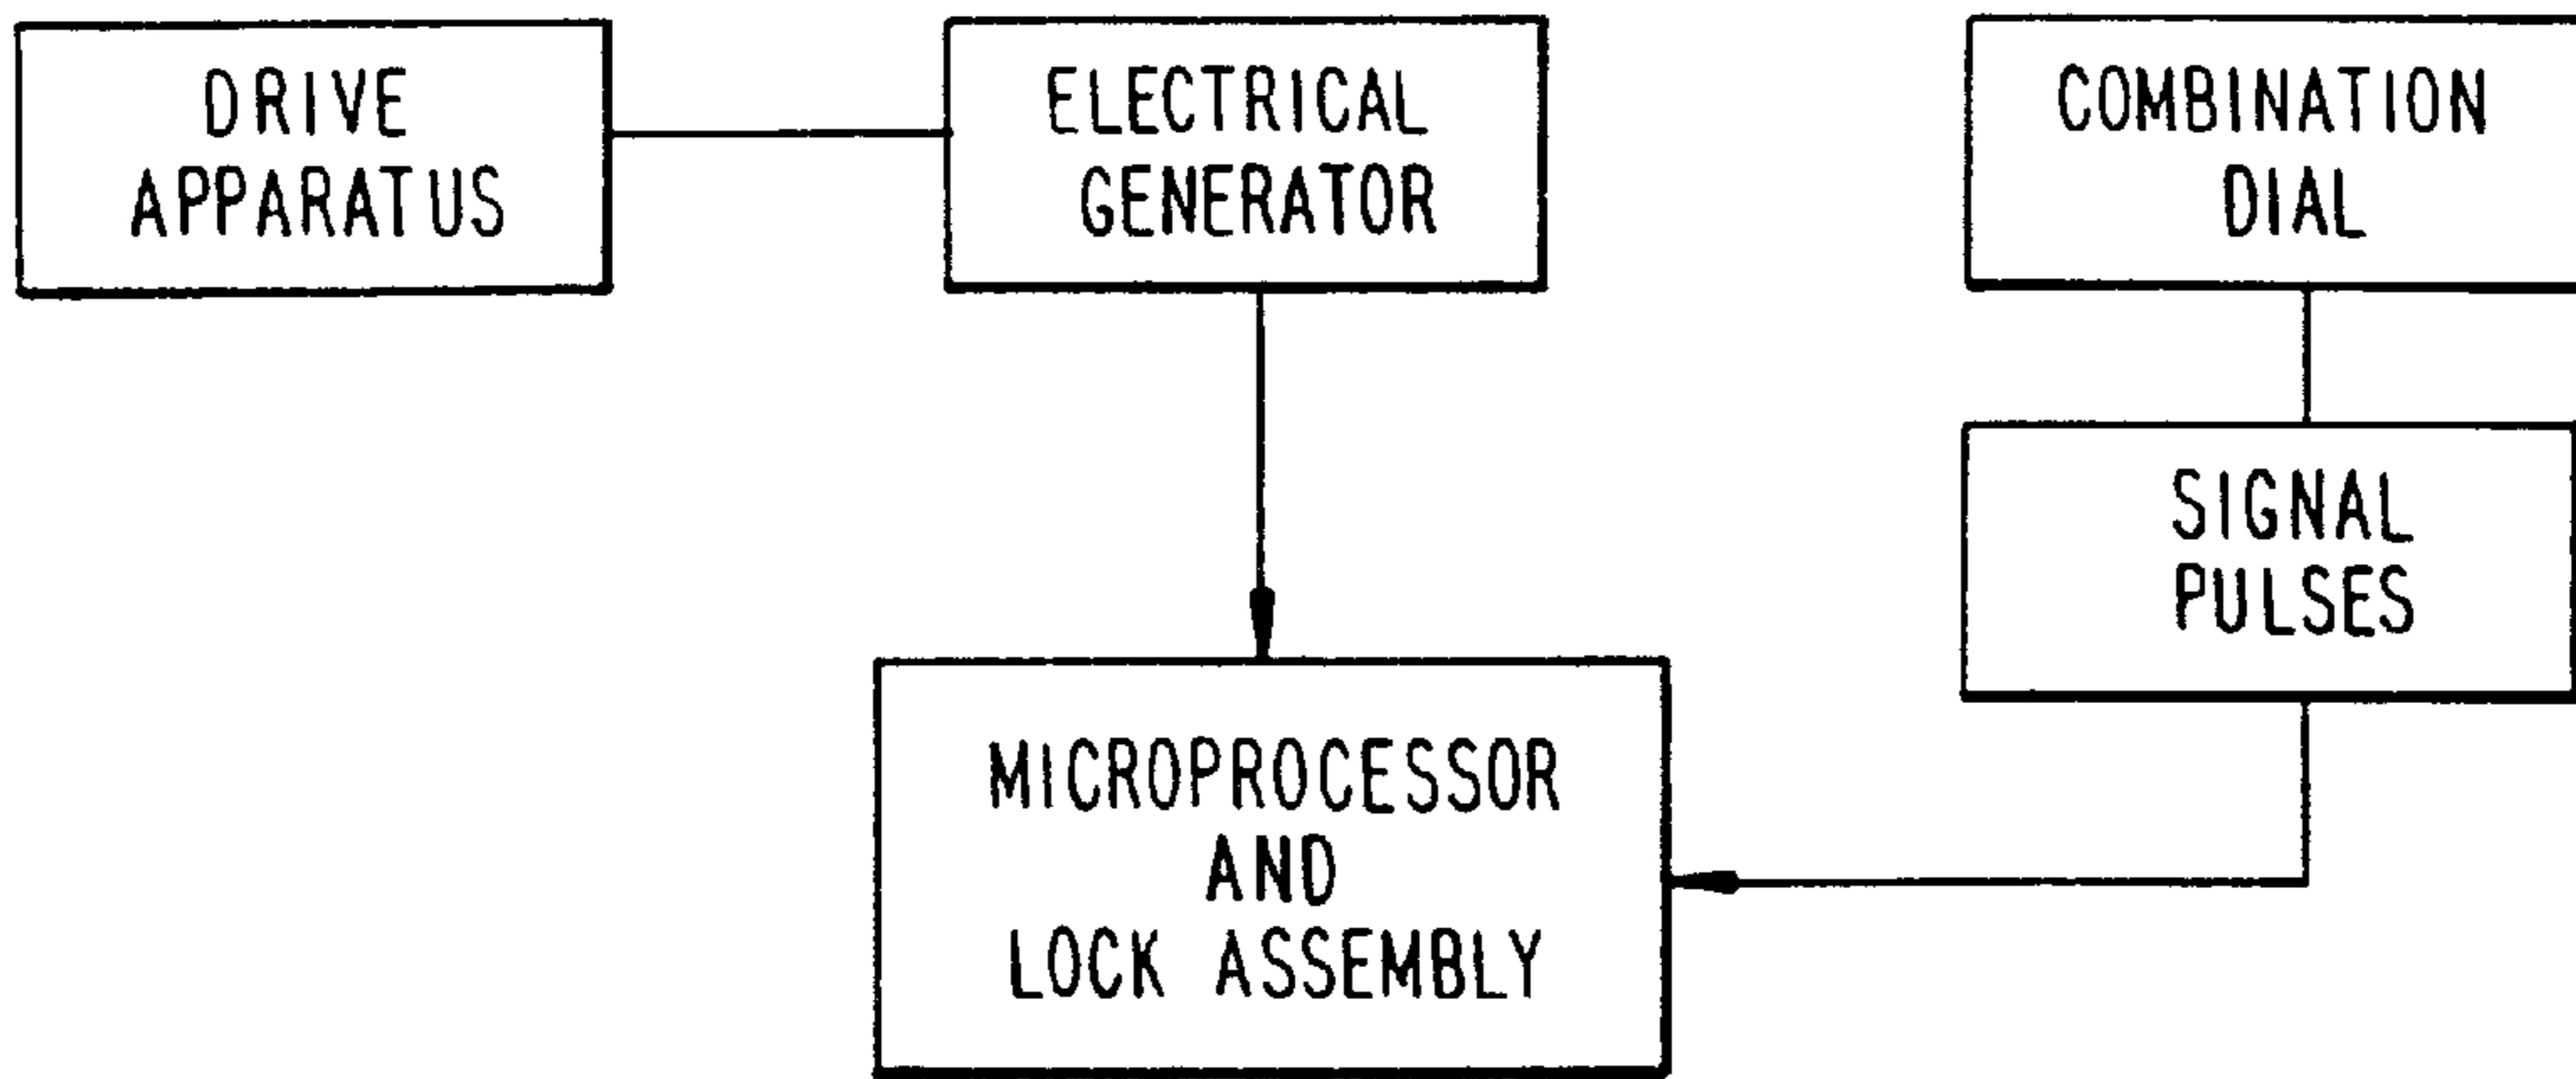 DRIVE
APPARATUS
ELECTRICAL
GENERATOR
COMBINATION
DIAL
SIGNAL
PULSES
MICROPROCESSOR
AND
LOCK ASSEMBLY